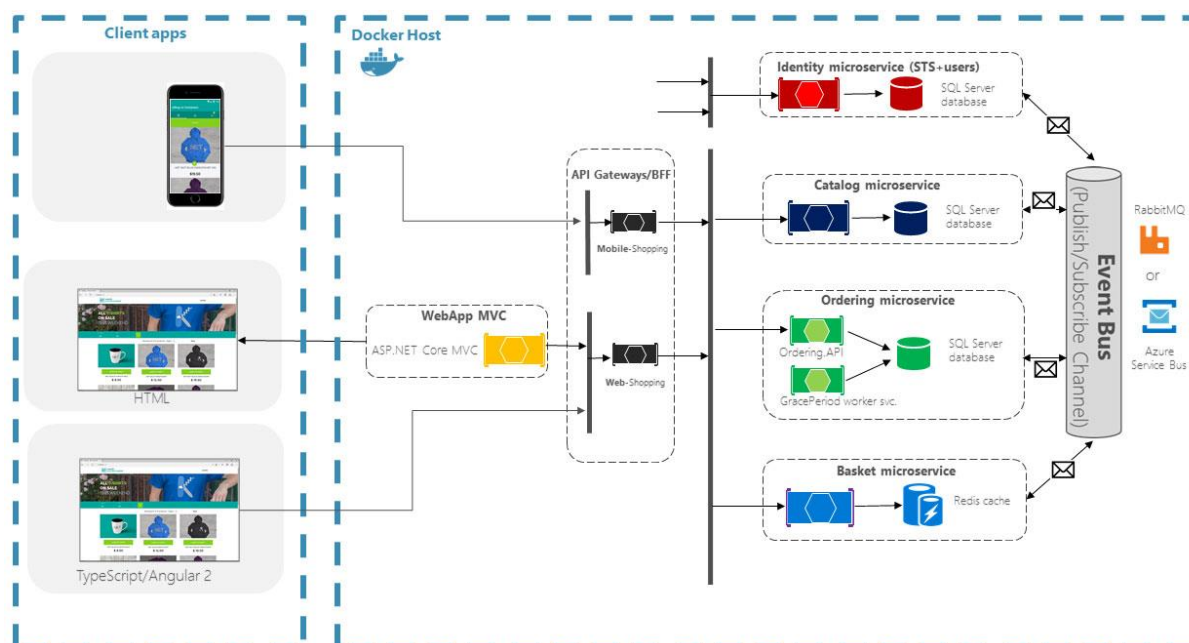 Client apps
Docker Host
Identity microservice (STS+users)
SQL Server
database
API Gateways/BFF
Mobile-Shopping
Catalog microservice
SQL Server
database
Event Bus
(Publish/Subscribe Channel)
RabbitMQ
or
Azure
Service Bus
WebApp MVC
ASP.NET Core MVC
Web-Shopping
Ordering microservice
Ordering.API
SQL Server
database
GracePeriod worker svc.
HTML
Basket microservice
Redis cache
TypeScript/Angular 2